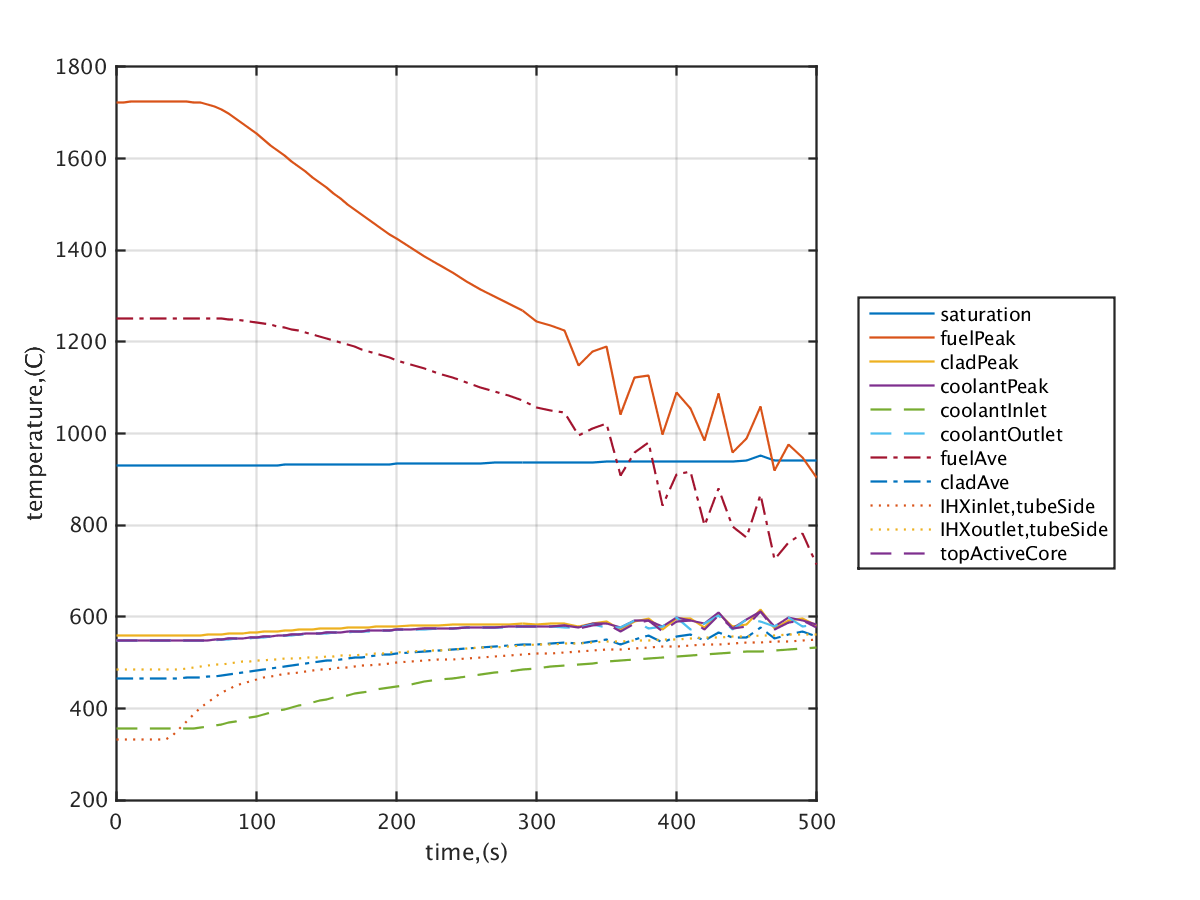 1800
1600
1400
1200
1000
800
600
400
200
temperature,(C)
0 100 200 300 400 500
time,(s)
saturation
fuelPeak
cladPeak
coolantPeak
coolantInlet
coolantOutlet
fuelAve
cladAve
IHXinlet,tubeSide
IHXoutlet,tubeSide
topActiveCore